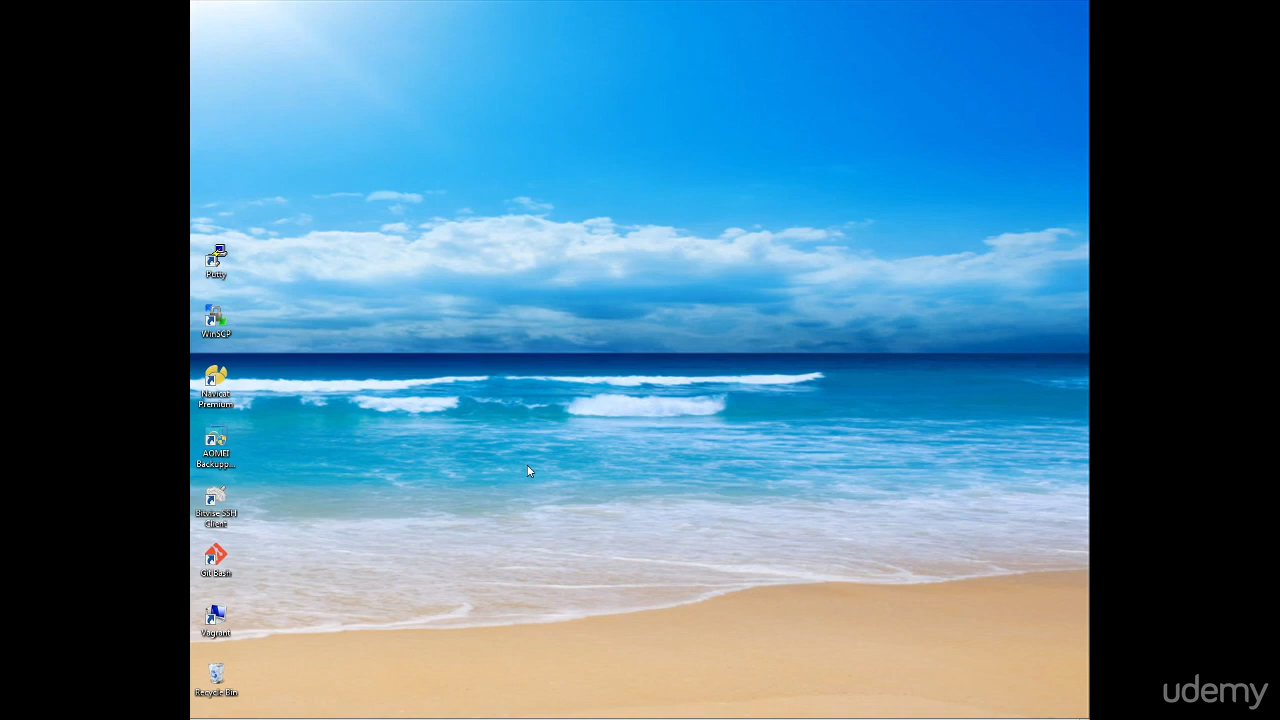 Putty
WinSCP
Navicat
Premium
AOMEI
Backupp...
Bitvise SSH
Client
Git Bash
Vagrant
Recycle Bin
udemy